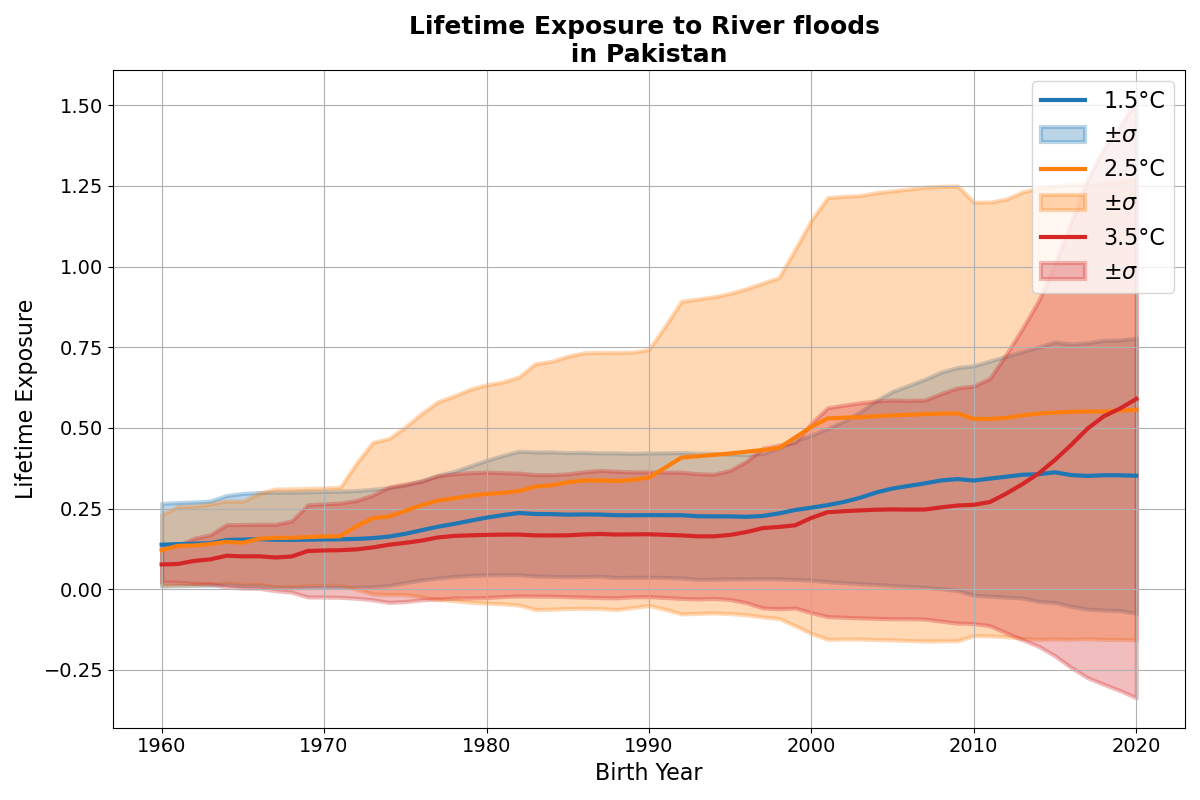 Lifetime Exposure to River floods
in Pakistan
1.50
1.25
1.00
0.75
0.50
0.25
0.00
−0.25
Lifetime Exposure
1960
1970
1980
1990
2000
2010
2020
Birth Year
1.5°C
±σ
2.5°C
±σ
3.5°C
±σ